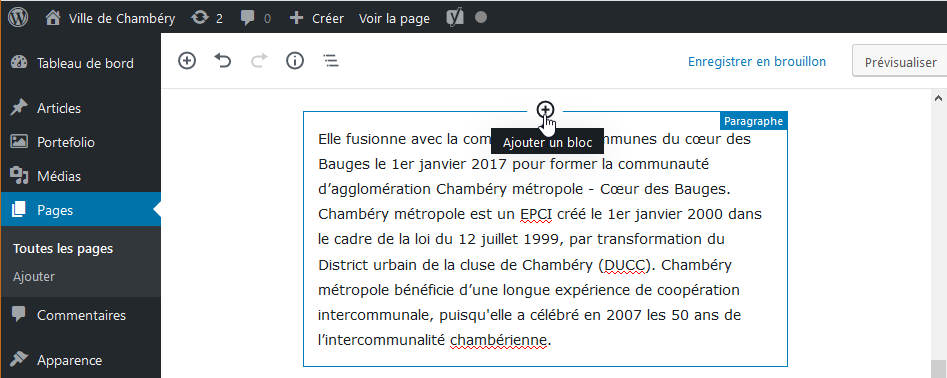 Ville de Chambéry 2 0 Créer Voir la page
Tableau de bord
Articles
Portefolio
Médias
Pages
Toutes les pages
Ajouter
Commentaires
Apparence
Enregistrer en brouillon Prévisualiser
Paragraphe
Ajouter un bloc
Elle fusionne avec la mmunes du cœur des
Bauges le 1er janvier 2017 pour former la communauté
d’agglomération Chambéry métropole - Cœur des Bauges.
Chambéry métropole est un EPCI créé le 1er janvier 2000 dans
le cadre de la loi du 12 juillet 1999, par transformation du
District urbain de la cluse de Chambéry (DUCC). Chambéry
métropole bénéficie d’une longue expérience de coopération
intercommunale, puisqu'elle a célébré en 2007 les 50 ans de
l’intercommunalité chambérienne.